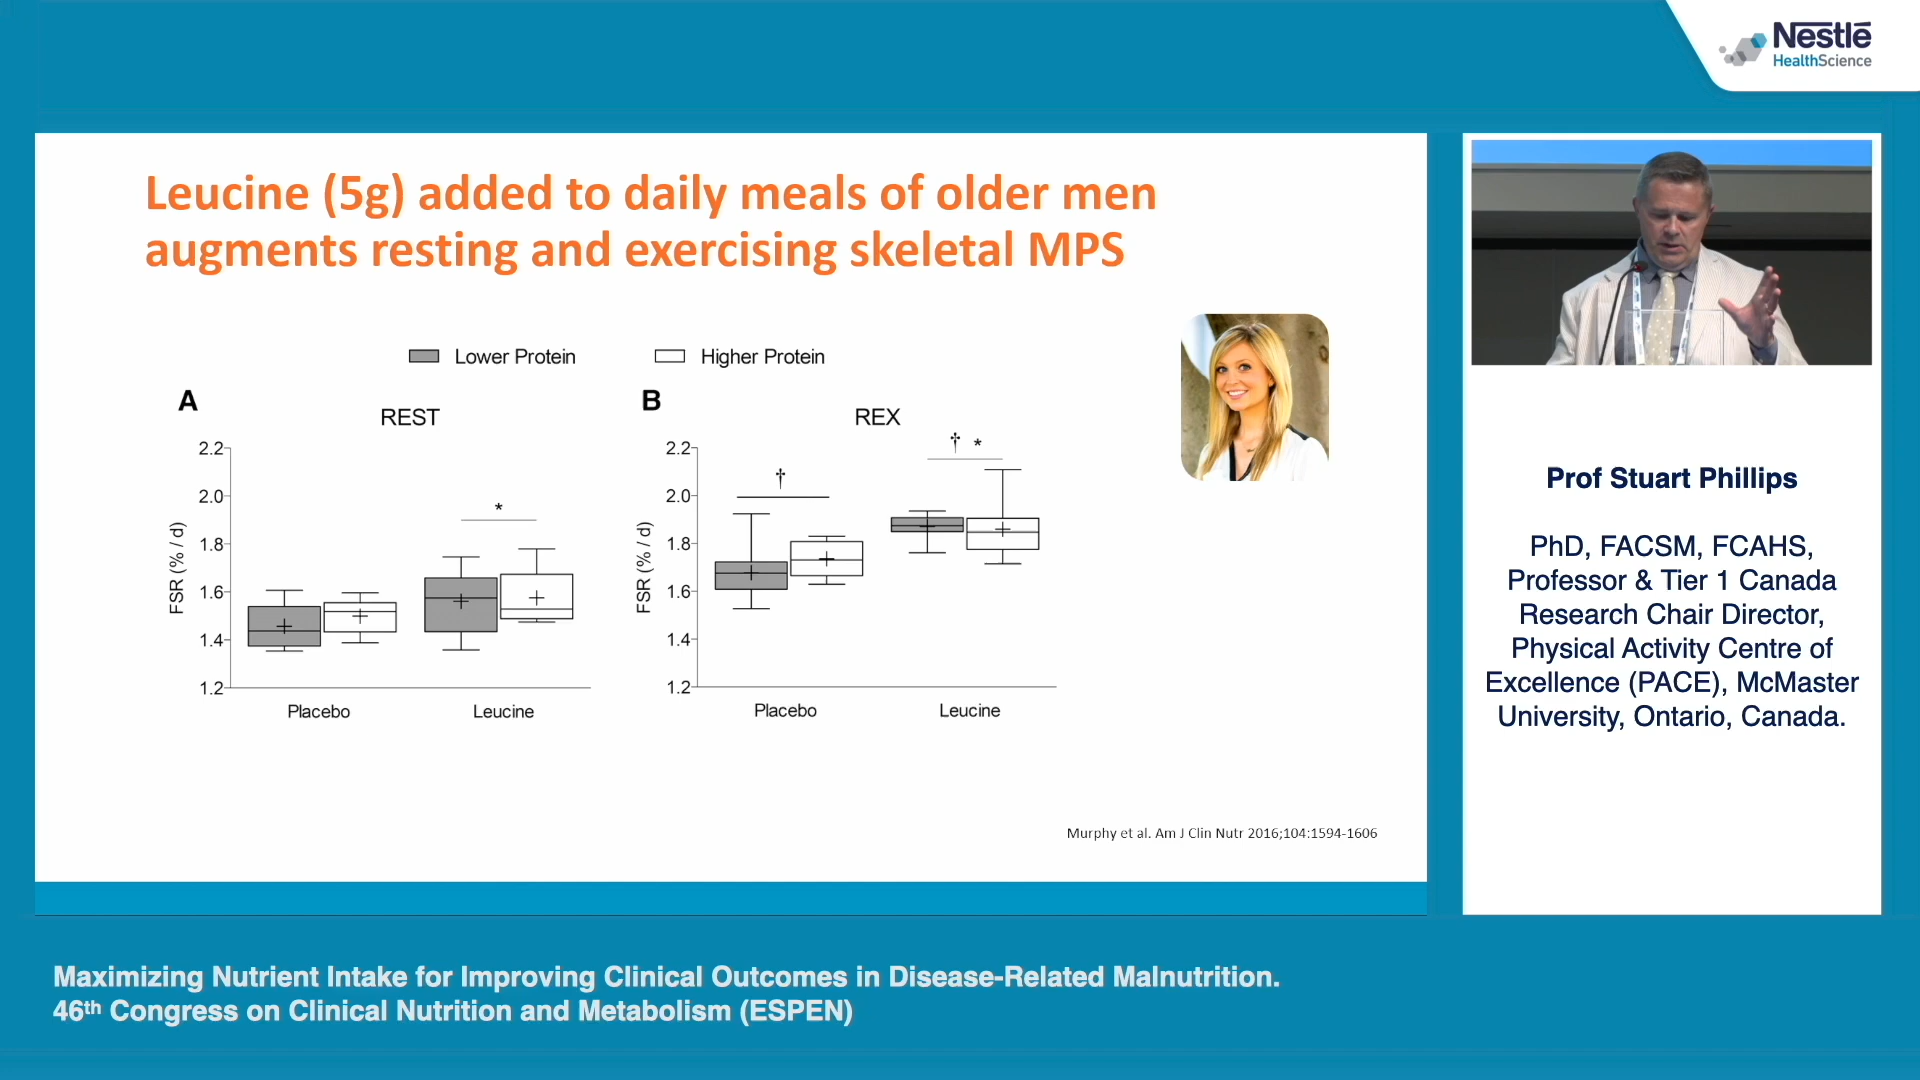 Nestlé
HealthScience
Leucine (5g) added to daily meals of older men
augments resting and exercising skeletal MPS
Lower Protein
Higher Protein
A
REST
2.2
2.0
1.8
1.6
1.4
1.2
FSR (% / d)
*
Placebo
Leucine
B
REX
2.2
2.0
1.8
1.6
1.4
1.2
FSR (% / d)
†
† *
Placebo
Leucine
Murphy et al. Am J Clin Nutr 2016;104:1594-1606
Prof Stuart Phillips
PhD, FACSM, FCAHS,
Professor & Tier 1 Canada
Research Chair Director,
Physical Activity Centre of
Excellence (PACE), McMaster
University, Ontario, Canada.
Maximizing Nutrient Intake for Improving Clinical Outcomes in Disease-Related Malnutrition.
46th Congress on Clinical Nutrition and Metabolism (ESPEN)